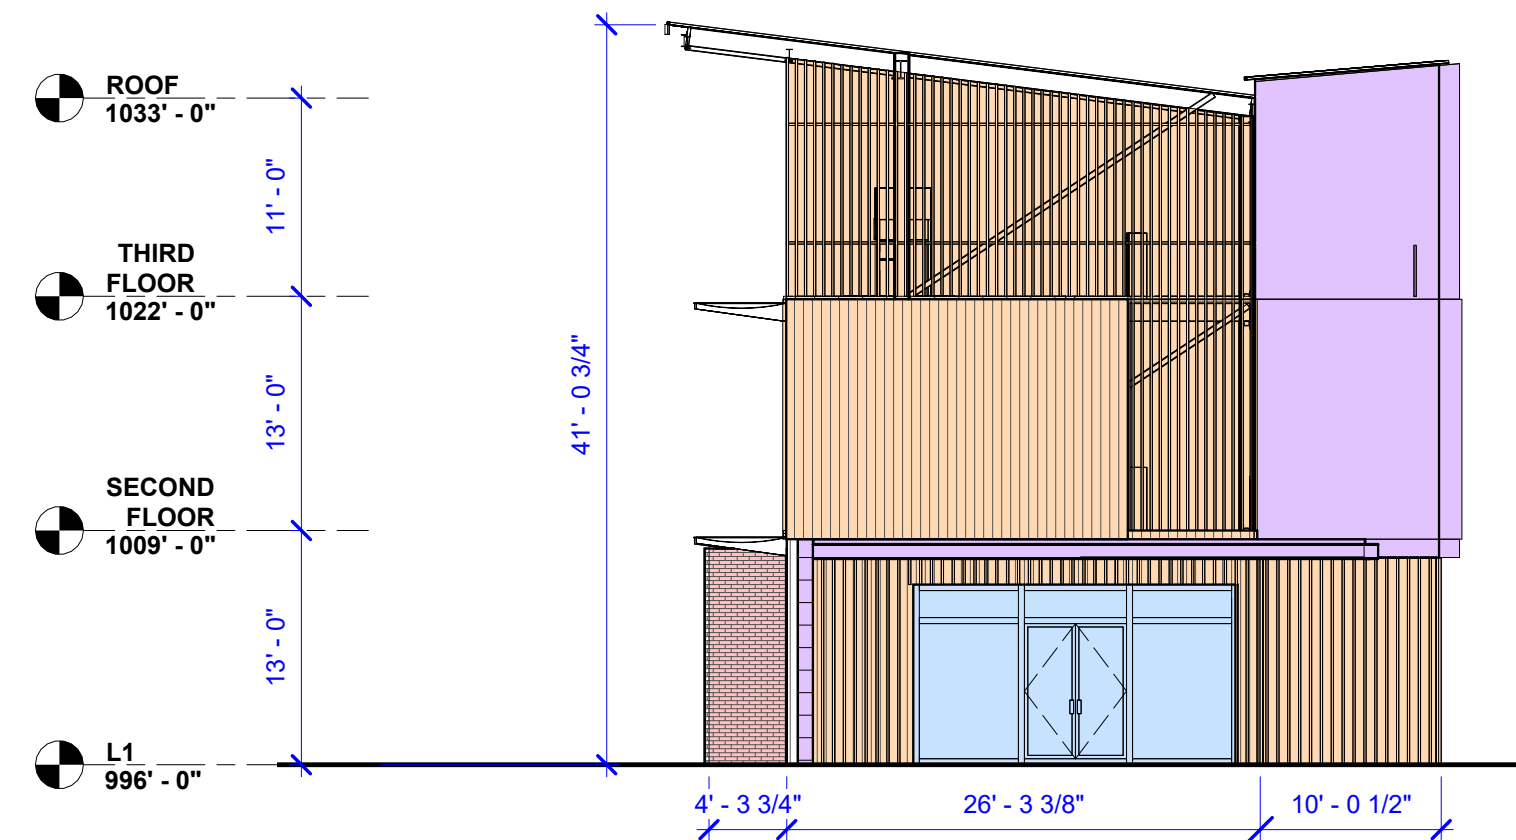 ROOF
1033' - 0"
11' - 0"
THIRD
FLOOR
1022' - 0"
41' - 0 3/4"
13' - 0"
SECOND
FLOOR
1009' - 0"
13' - 0"
L1
996' - 0"
4' - 3 3/4"
26' - 3 3/8"
10' - 0 1/2"